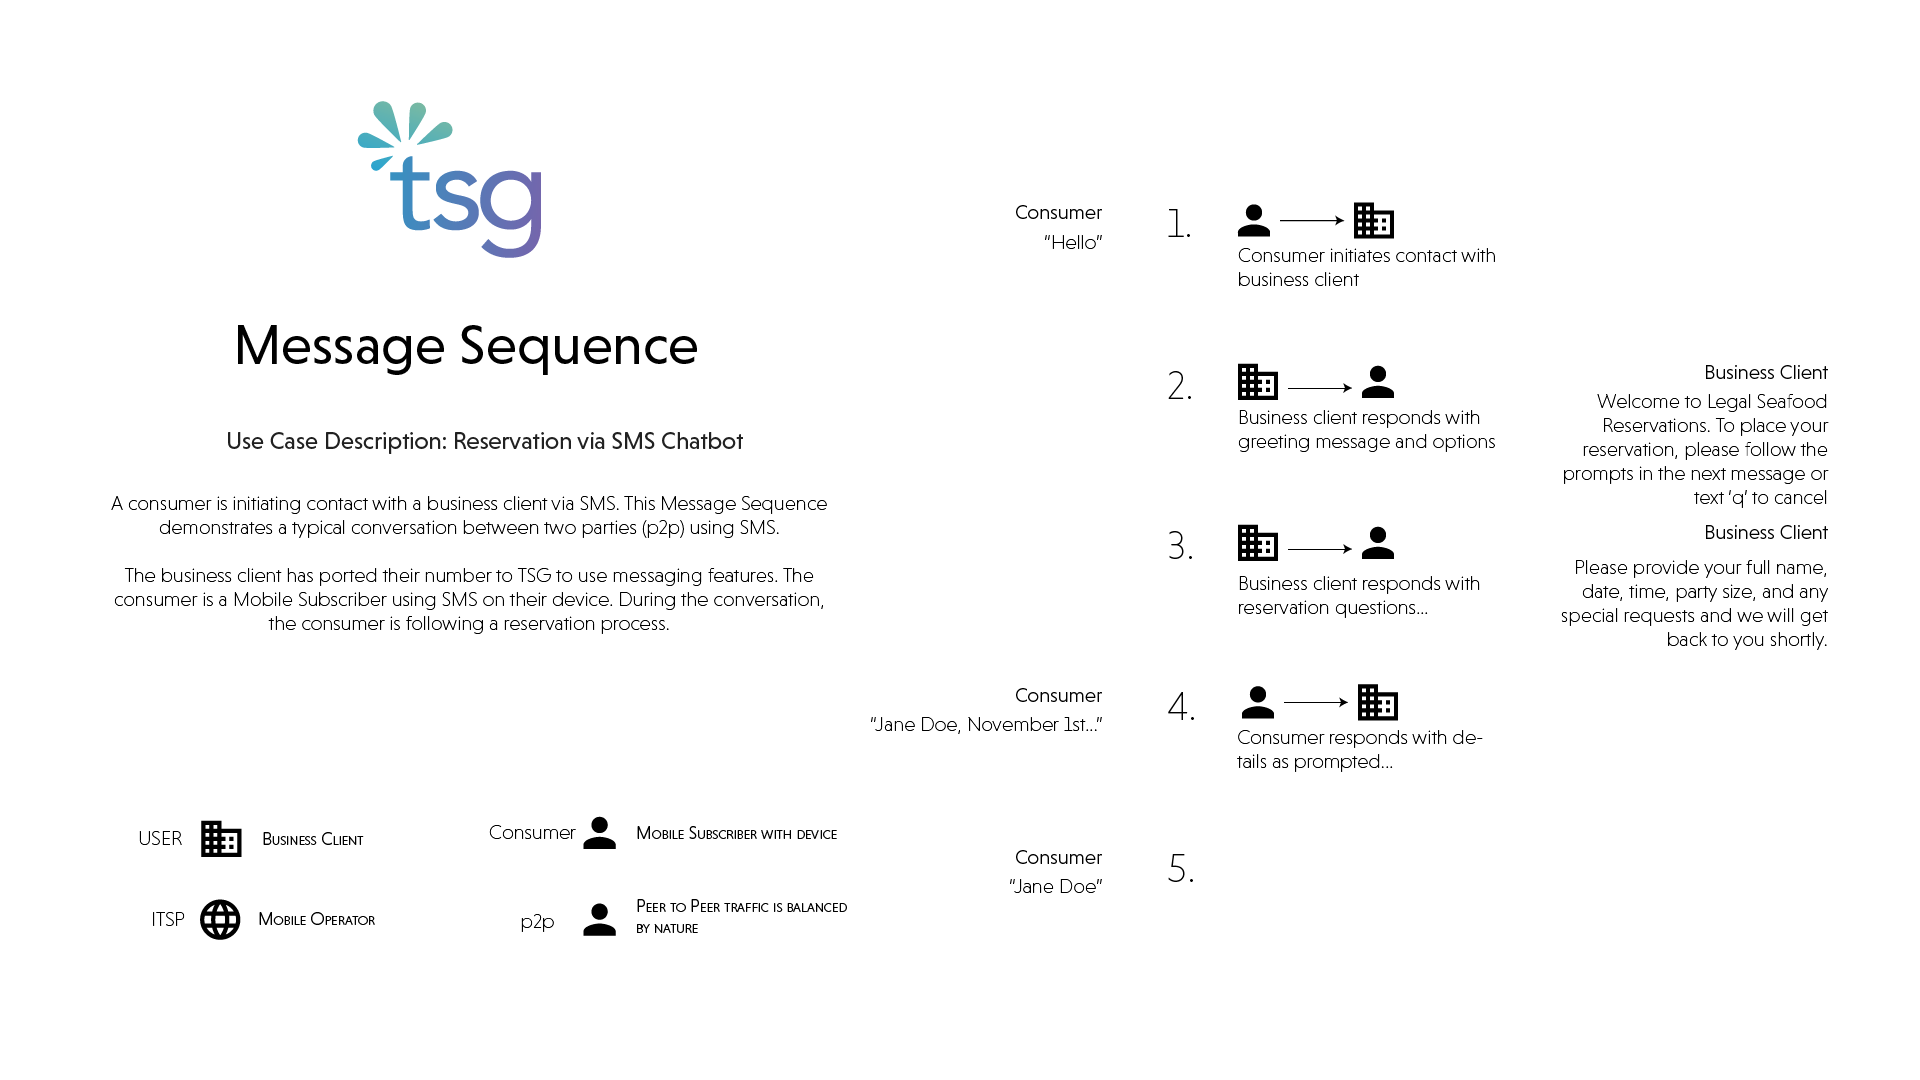 tsg
Message Sequence
Use Case Description: Reservation via SMS Chatbot
A consumer is initiating contact with a business client via SMS. This Message Sequence
demonstrates a typical conversation between two parties (p2p) using SMS.
The business client has ported their number to TSG to use messaging features. The
consumer is a Mobile Subscriber using SMS on their device. During the conversation,
the consumer is following a reservation process.
USER
Business Client
Consumer
Mobile Subscriber with device
ITSP
Mobile Operator
p2p
Peer to Peer traffic is balanced
by nature
Consumer
“Hello”
1.
Consumer initiates contact with
business client
2.
Business client responds with
greeting message and options
Business Client
Welcome to Legal Seafood
Reservations. To place your
reservation, please follow the
prompts in the next message or
text ‘q’ to cancel
3.
Business client responds with
reservation questions...
Business Client
Please provide your full name,
date, time, party size, and any
special requests and we will get
back to you shortly.
Consumer
“Jane Doe, November 1st...”
4.
Consumer responds with de-
tails as prompted...
Consumer
“Jane Doe”
5.